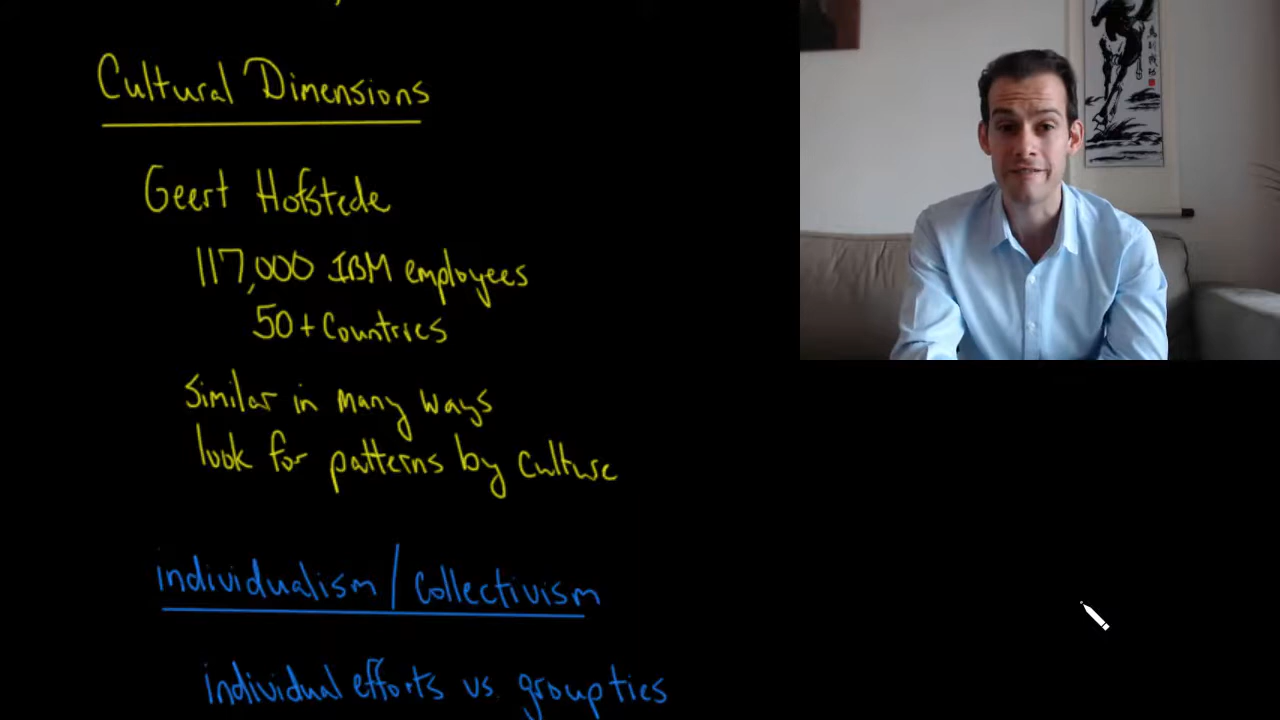 Cultural Dimensions
Geert Hofstede
117,000 IBM employees
50+ Countries
Similar in many ways
look for patterns by culture
individualism/collectivism
individual efforts vs. group ties